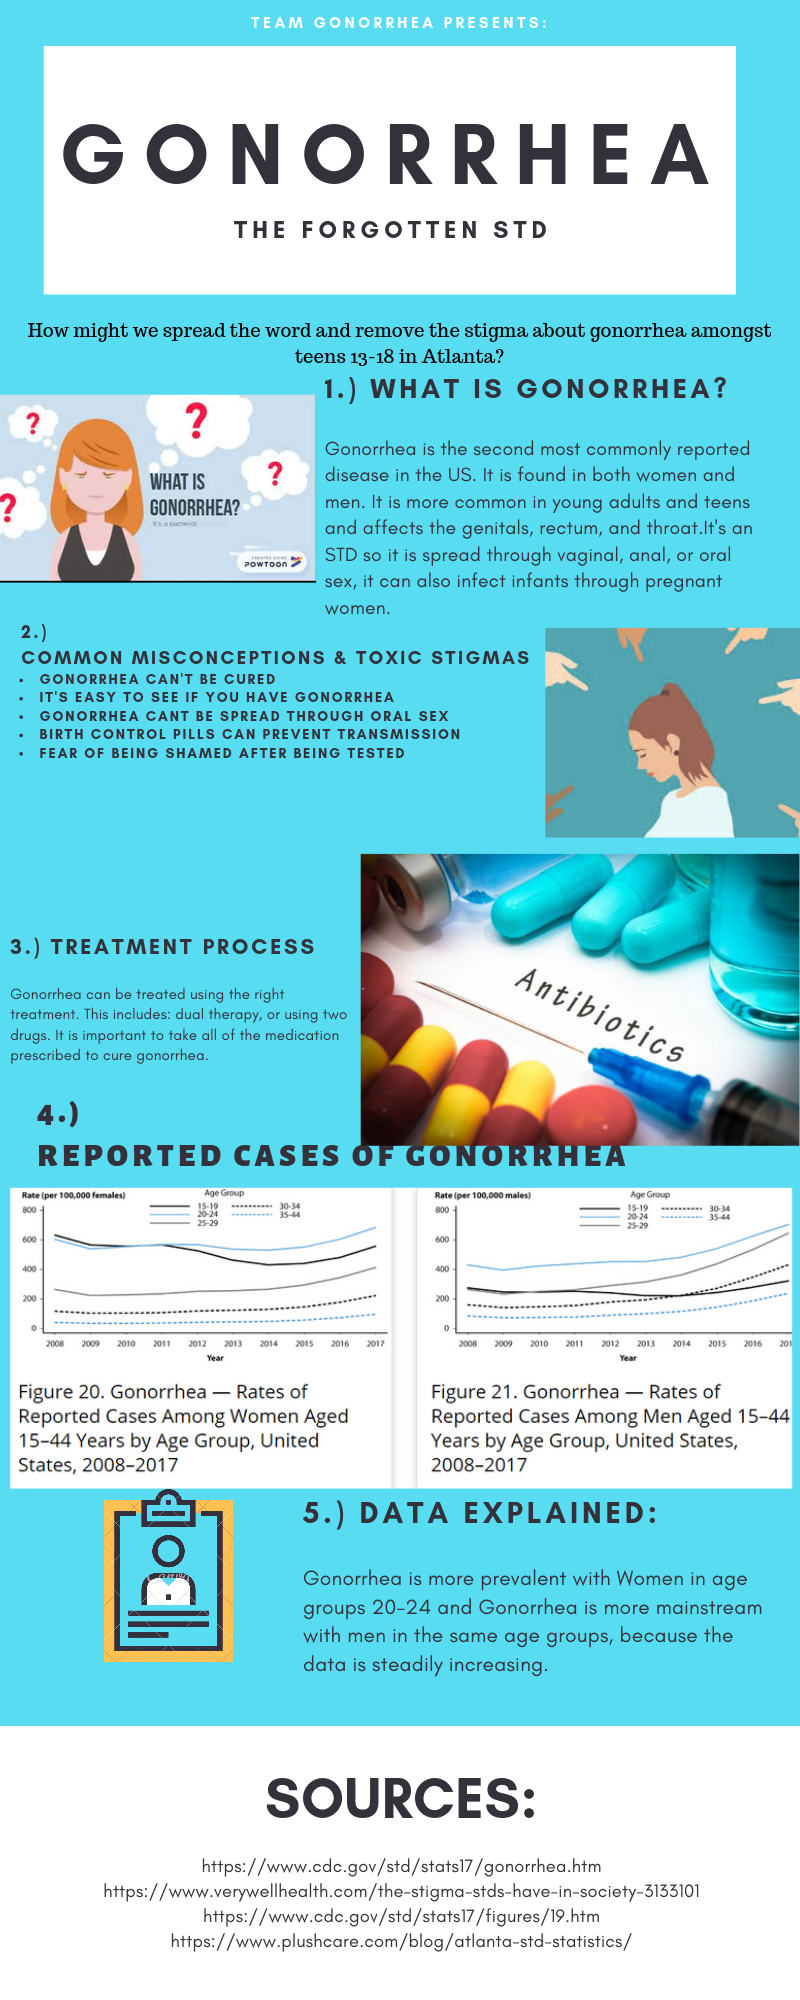 TEAM GONORRHEA PRESENTS:
GONORRHEA
THE FORGOTTEN STD
How might we spread the word and remove the stigma about gonorrhea amongst
teens 13-18 in Atlanta?
1.) WHAT IS GONORRHEA?
?
?
?
?
WHAT IS
GONORRHEA?
It's a bacterial
CREATED USING
POWTOON
Gonorrhea is the second most commonly reported
disease in the US. It is found in both women and
men. It is more common in young adults and teens
and affects the genitals, rectum, and throat.It's an
STD so it is spread through vaginal, anal, or oral
sex, it can also infect infants through pregnant
women.
2.)
COMMON MISCONCEPTIONS & TOXIC STIGMAS
• GONORRHEA CAN'T BE CURED
• IT'S EASY TO SEE IF YOU HAVE GONORRHEA
• GONORRHEA CANT BE SPREAD THROUGH ORAL SEX
• BIRTH CONTROL PILLS CAN PREVENT TRANSMISSION
• FEAR OF BEING SHAMED AFTER BEING TESTED
3.) TREATMENT PROCESS
Gonorrhea can be treated using the right
treatment. This includes: dual therapy, or using two
drugs. It is important to take all of the medication
prescribed to cure gonorrhea.
Antibiotics
4.)
REPORTED CASES OF GONORRHEA
Rate (per 100,000 females)
Age Group
15-19 30-34
20-24 35-44
25-29
800
600
400
200
0
2008 2009 2010 2011 2012 2013 2014 2015 2016 2017
Year
Figure 20. Gonorrhea — Rates of
Reported Cases Among Women Aged
15–44 Years by Age Group, United
States, 2008–2017
Rate (per 100,000 males)
Age Group
15-19 30-34
20-24 35-44
25-29
800
600
400
200
0
2008 2009 2010 2011 2012 2013 2014 2015 2016 201
Year
Figure 21. Gonorrhea — Rates of
Reported Cases Among Men Aged 15–44
Years by Age Group, United States,
2008–2017
5.) DATA EXPLAINED:
Gonorrhea is more prevalent with Women in age
groups 20-24 and Gonorrhea is more mainstream
with men in the same age groups, because the
data is steadily increasing.
SOURCES:
https://www.cdc.gov/std/stats17/gonorrhea.htm
https://www.verywellhealth.com/the-stigma-stds-have-in-society-3133101
https://www.cdc.gov/std/stats17/figures/19.htm
https://www.plushcare.com/blog/atlanta-std-statistics/